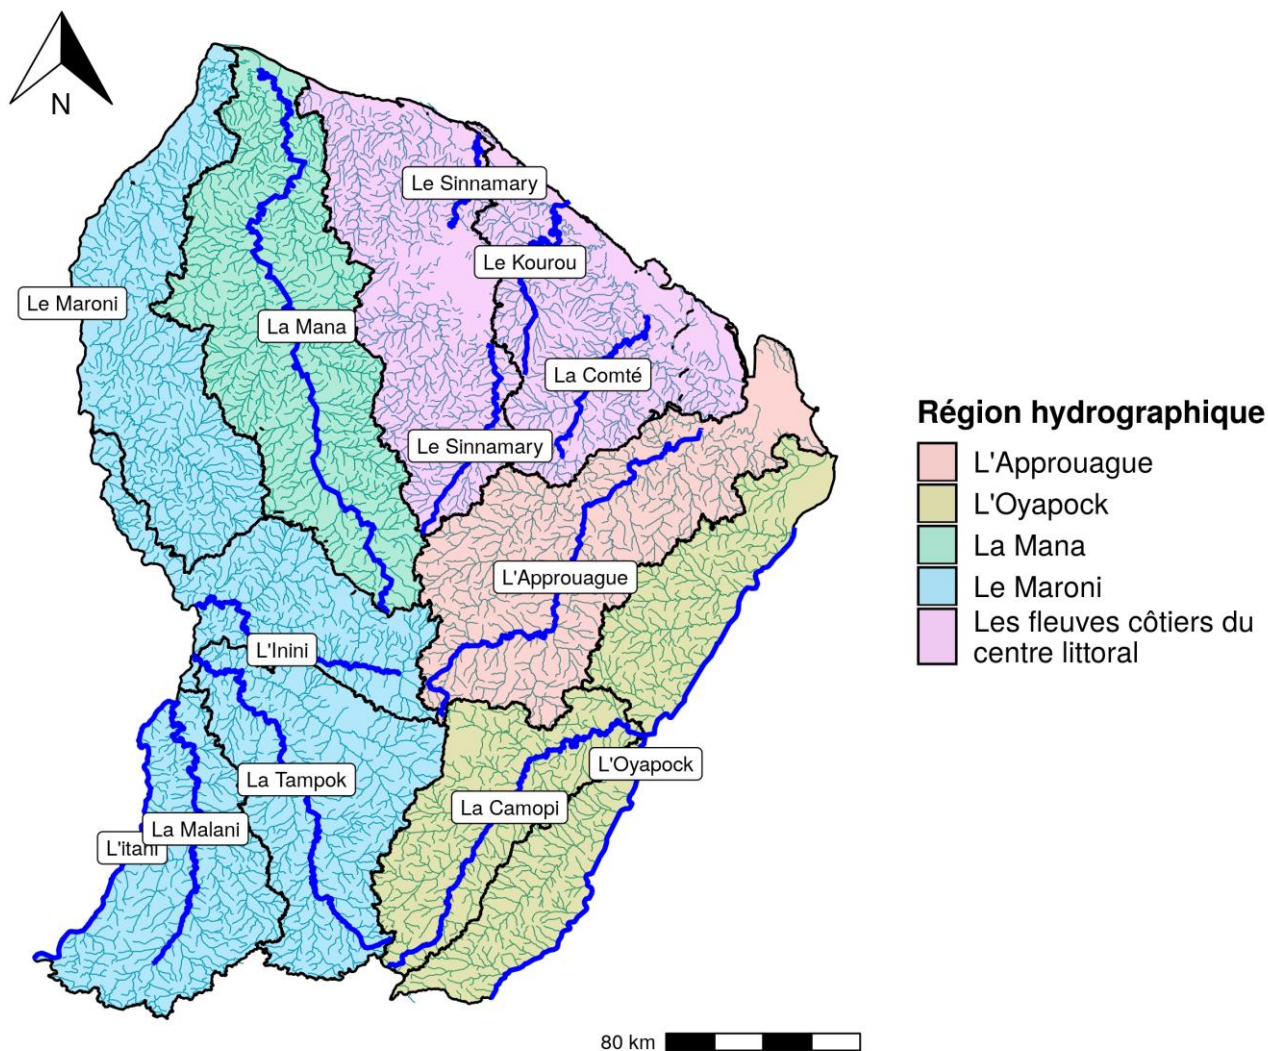 N
Le Sinnamary
Le Kourou
Le Maroni
La Mana
La Comté
Le Sinnamary
L'Approuague
L'Inini
L'Oyapock
La Tampok
La Camopi
La Malani
L'itani
Région hydrographique
L'Approuague
L'Oyapock
La Mana
Le Maroni
Les fleuves côtiers du
centre littoral
80 km